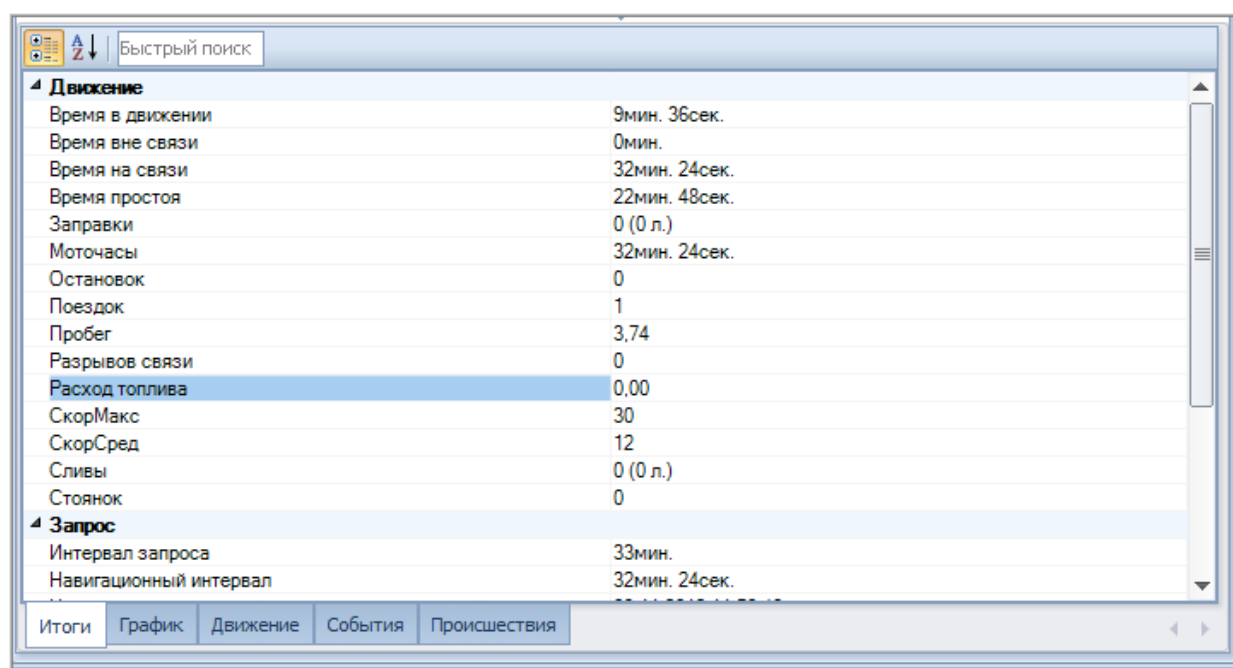 Быстрый поиск
Движение
Время в движении 9мин. 36сек.
Время вне связи 0мин.
Время на связи 32мин. 24сек.
Время простоя 22мин. 48сек.
Заправки 0 (0 л.)
Моточасы 32мин. 24сек.
Остановок 0
Поездок 1
Пробег 3,74
Разрывов связи 0
Расход топлива 0,00
СкорМакс 30
СкорСред 12
Сливы 0 (0 л.)
Стоянок 0
Запрос
Интервал запроса 33мин.
Навигационный интервал 32мин. 24сек.
Итоги График Движение События Происшествия